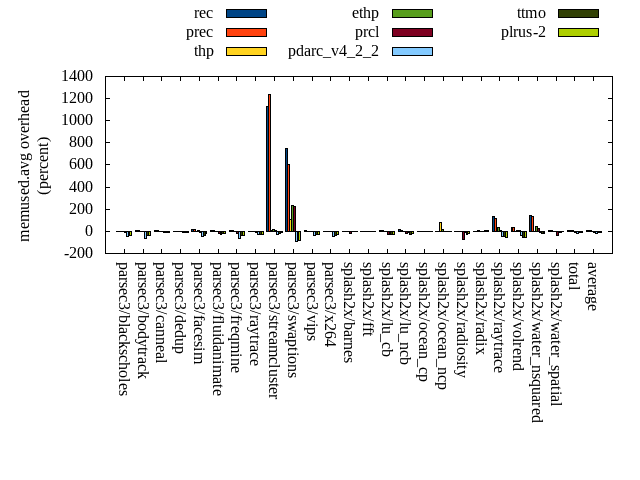 rec ethp ttmo
prec prcl plrus-2
thp pdarc_v4_2_2
memused.avg overhead
(percent)
1400
1200
1000
800
600
400
200
0
-200
parsec3/blackscholes
parsec3/bodytrack
parsec3/canneal
parsec3/dedup
parsec3/facesim
parsec3/fluidanimate
parsec3/freqmine
parsec3/raytrace
parsec3/streamcluster
parsec3/swaptions
parsec3/vips
parsec3/x264
splash2x/barnes
splash2x/fft
splash2x/lu_cb
splash2x/lu_ncb
splash2x/ocean_cp
splash2x/ocean_ncp
splash2x/radiosity
splash2x/radix
splash2x/raytrace
splash2x/volrend
splash2x/water_nsquared
splash2x/water_spatial
total
average